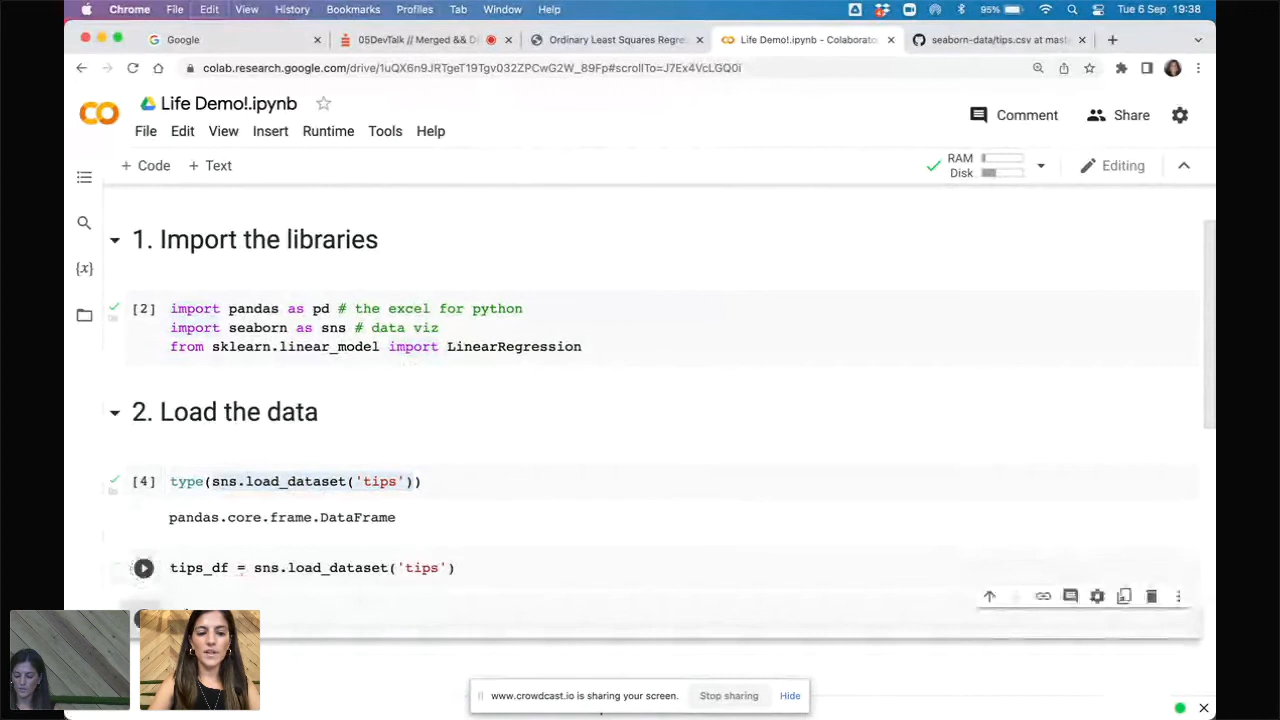 Chrome File Edit View History Bookmarks Profiles Tab Window Help 95% Tue 6 Sep 19:38
Google 05DevTalk // Merged && D Ordinary Least Squares Regres Life Demo!.ipynb - Colaborato seaborn-data/tips.csv at mast
colab.research.google.com/drive/1uQX6n9JRTgeT19Tgv032ZPCwG2W_89Fp#scrollTo=J7Ex4VcLGQ0i
Life Demo!.ipynb
Comment Share
File Edit View Insert Runtime Tools Help
+ Code + Text
RAM
Disk
Editing
{x}
1. Import the libraries
[2] import pandas as pd # the excel for python
import seaborn as sns # data viz
from sklearn.linear_model import LinearRegression
2. Load the data
[4] type(sns.load_dataset('tips'))
pandas.core.frame.DataFrame
tips_df = sns.load_dataset('tips')
www.crowdcast.io is sharing your screen. Stop sharing Hide